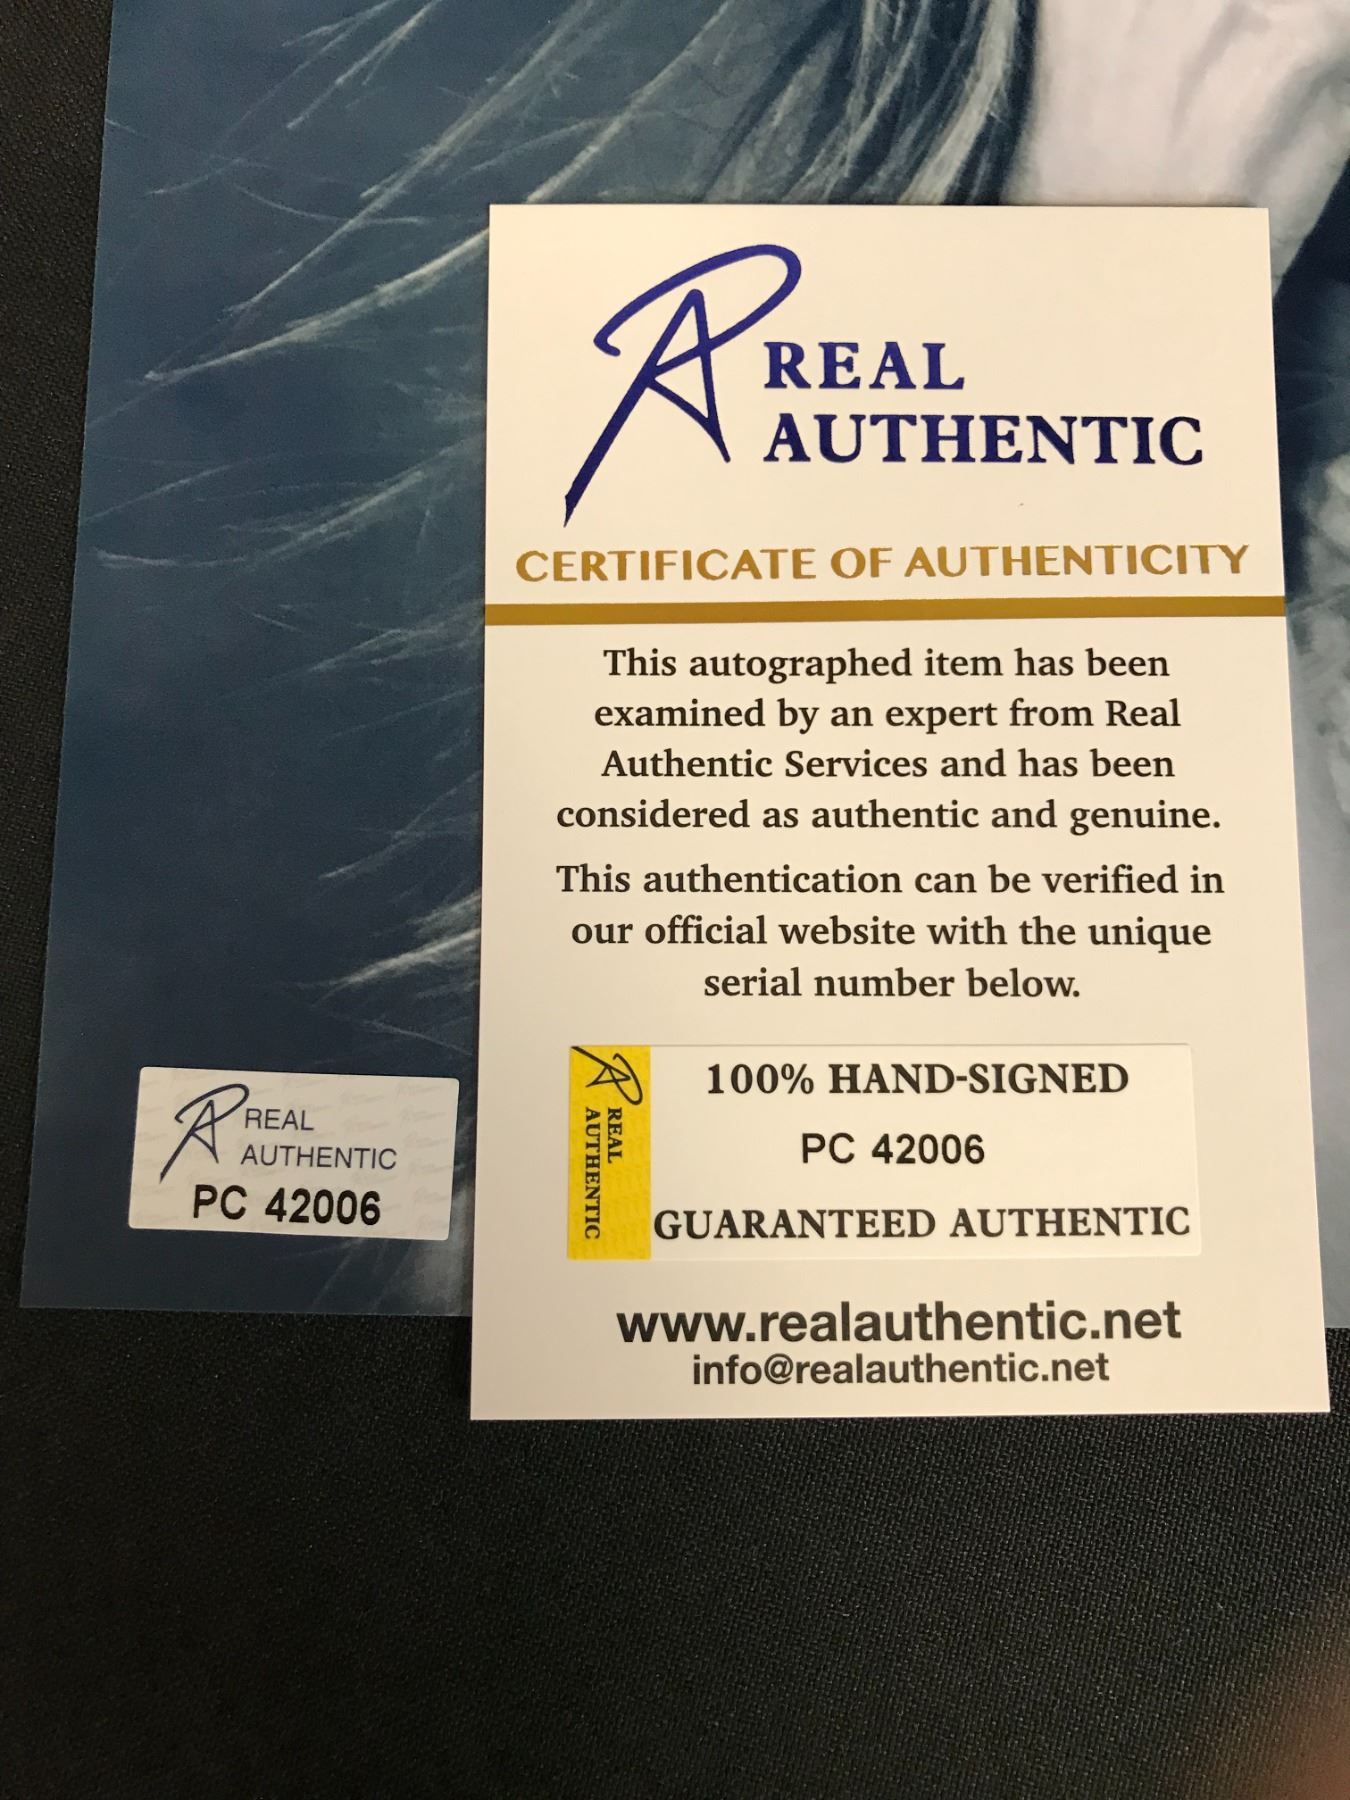 REAL
AUTHENTIC
CERTIFICATE OF AUTHENTICITY
This autographed item has been
examined by an expert from Real
Authentic Services and has been
considered as authentic and genuine.
This authentication can be verified in
our official website with the unique
serial number below.
REAL
AUTHENTIC
100% HAND-SIGNED
PC 42006
GUARANTEED AUTHENTIC
www.realauthentic.net
info@realauthentic.net
REAL
AUTHENTIC
PC 42006